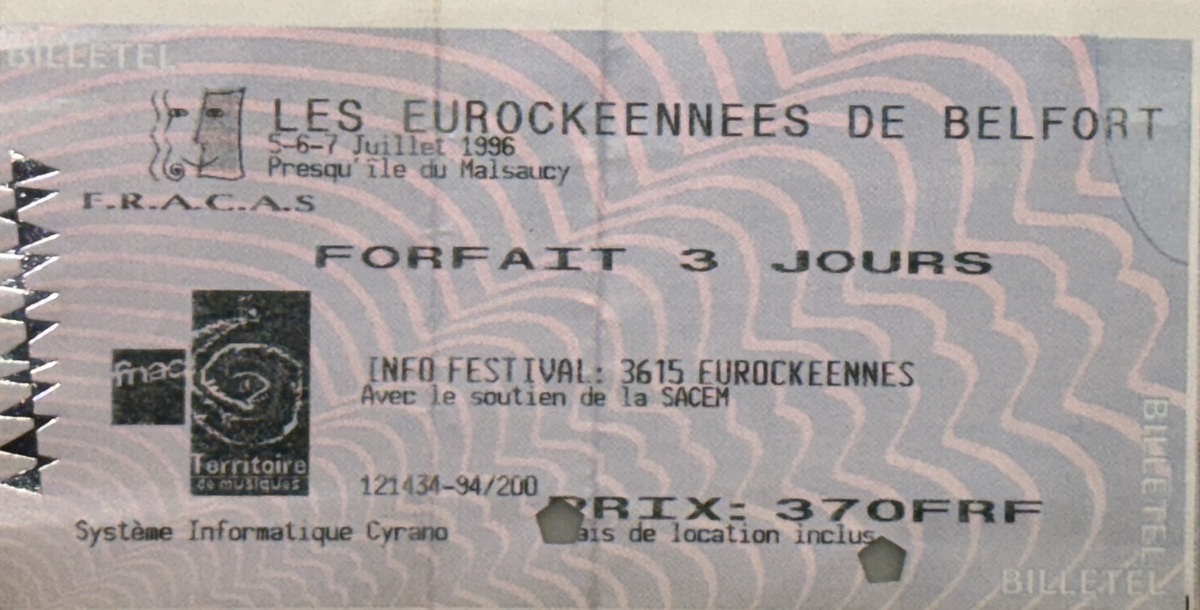 BILLETEL
LES EUROCKEENNEES DE BELFORT
5-6-7 Juillet 1996
Presqu'île du Malsaucy
F.R.A.C.A.S
FORFAIT 3 JOURS
fnac
INFO FESTIVAL: 3615 EUROCKEENNES
Avec le soutien de la SACEM
Territoire
de musiques
121434-94/200
PRIX: 370FRF
Système Informatique Cyrano
de location inclus
BILLETEL
BILLETEL